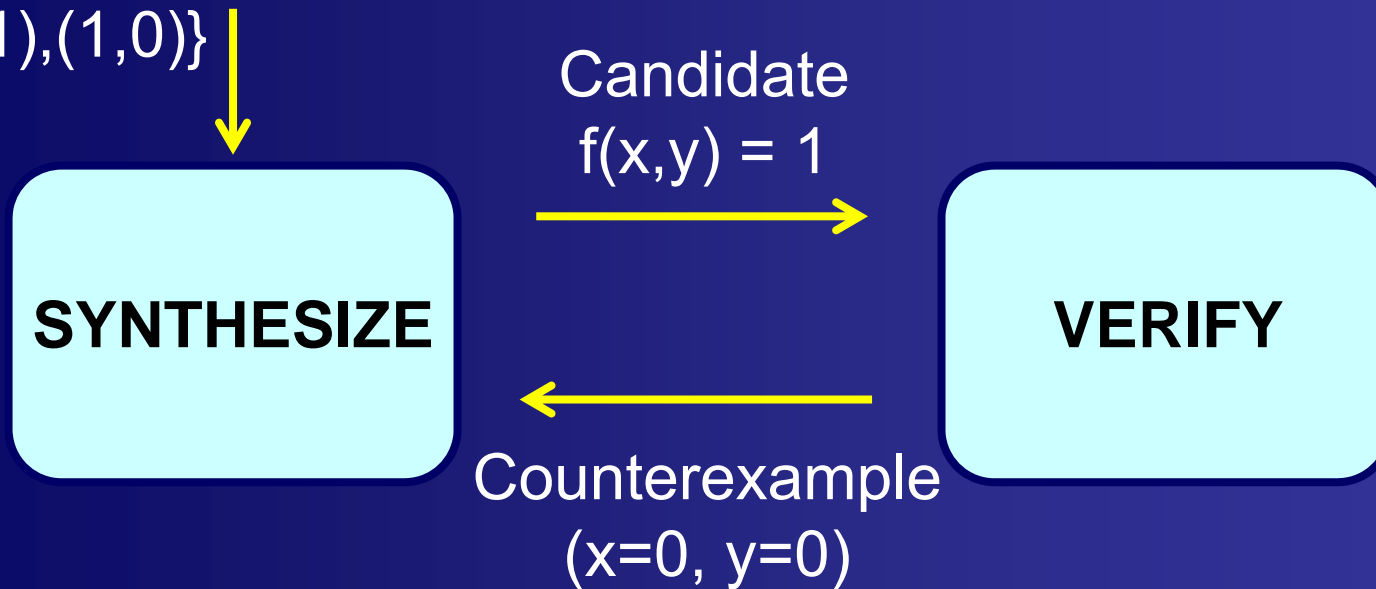 1),(1,0)}
Candidate
f(x,y) = 1
SYNTHESIZE
VERIFY
Counterexample
(x=0, y=0)